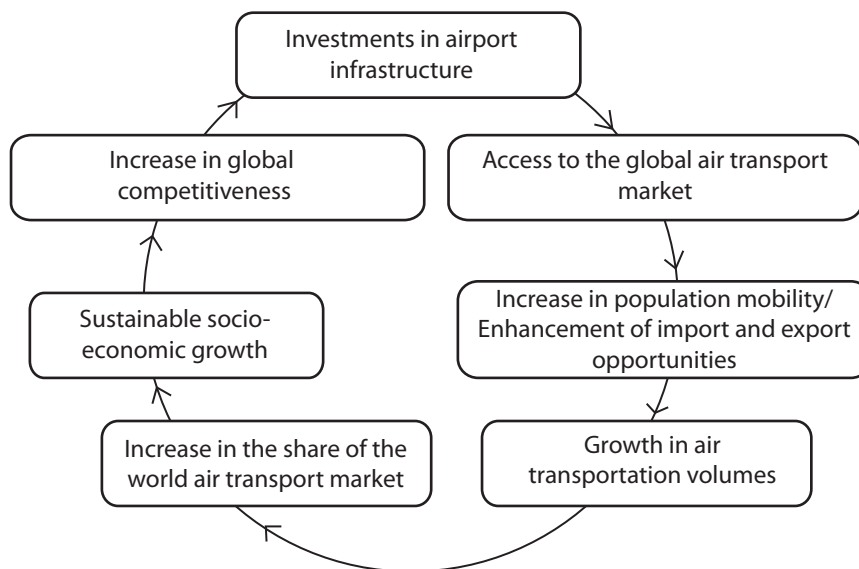 Investments in airport
infrastructure
Access to the global air transport
market
Increase in population mobility/
Enhancement of import and export
opportunities
Growth in air
transportation volumes
Increase in the share of the
world air transport market
Sustainable socio-
economic growth
Increase in global
competitiveness